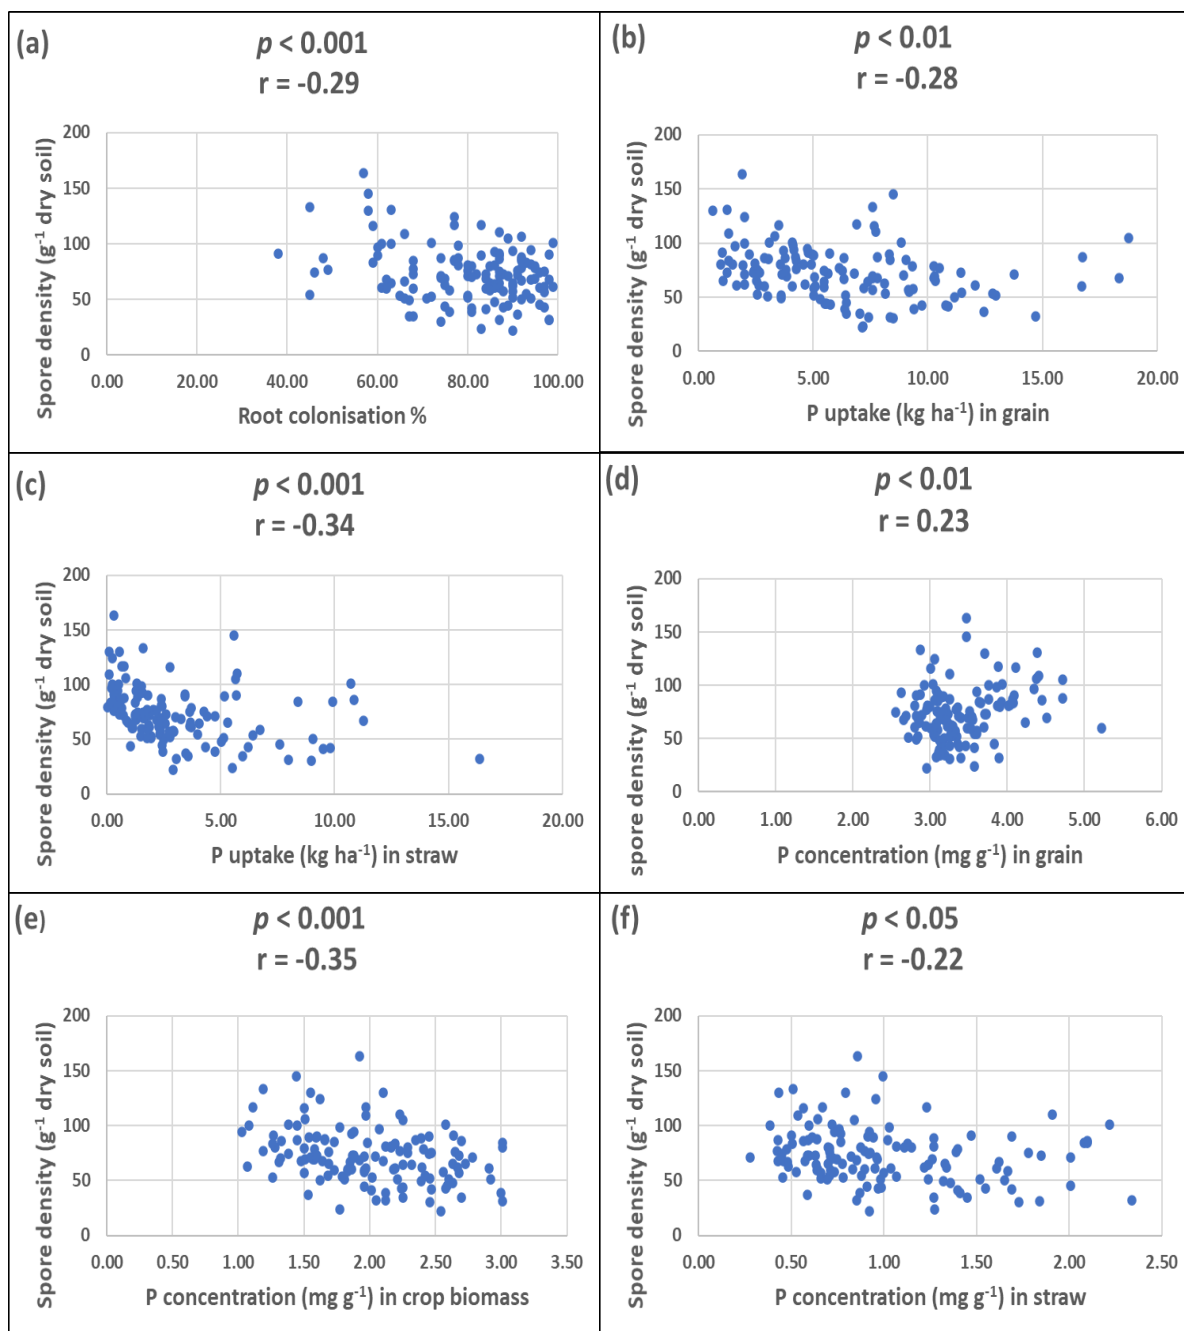 (a)
p < 0.001
r = -0.29
200
150
100
50
0
0.00 20.00 40.00 60.00 80.00 100.00
Spore density (g⁻¹ dry soil)
Root colonisation %
(b)
p < 0.01
r = -0.28
200
150
100
50
0
0.00 5.00 10.00 15.00 20.00
Spore density (g⁻¹ dry soil)
P uptake (kg ha⁻¹) in grain
(c)
p < 0.001
r = -0.34
200
150
100
50
0
0.00 5.00 10.00 15.00 20.00
Spore density (g⁻¹ dry soil)
P uptake (kg ha⁻¹) in straw
(d)
p < 0.01
r = 0.23
200
150
100
50
0
0.00 1.00 2.00 3.00 4.00 5.00 6.00
spore density (g⁻¹ dry soil)
P concentration (mg g⁻¹) in grain
(e)
p < 0.001
r = -0.35
200
150
100
50
0
0.00 0.50 1.00 1.50 2.00 2.50 3.00 3.50
Spore density (g⁻¹ dry soil)
P concentration (mg g⁻¹) in crop biomass
(f)
p < 0.05
r = -0.22
200
150
100
50
0
0.00 0.50 1.00 1.50 2.00 2.50
Spore density (g⁻¹ dry soil)
P concentration (mg g⁻¹) in straw